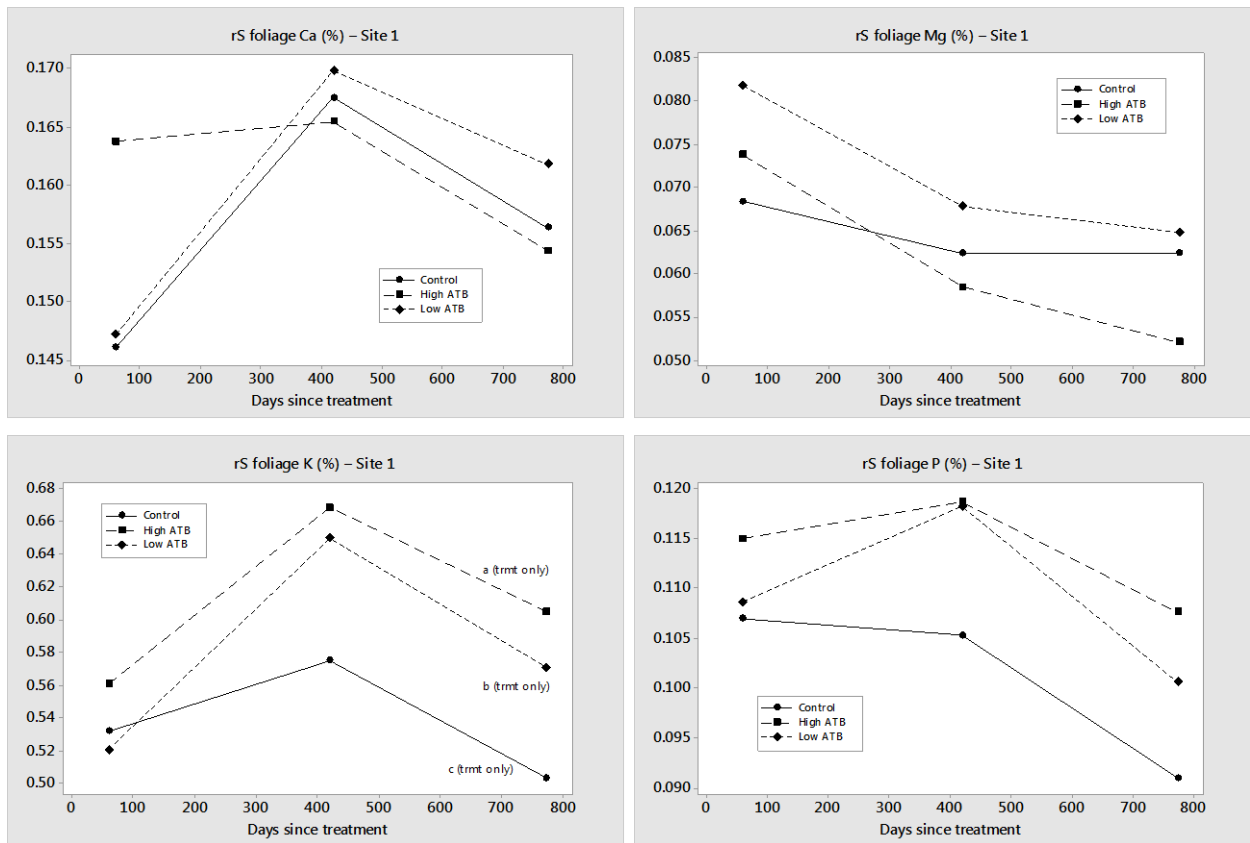 rS foliage Ca (%) – Site 1
0.170
0.165
0.160
0.155
0.150
0.145
Control
High ATB
Low ATB
0 100 200 300 400 500 600 700 800
Days since treatment
rS foliage Mg (%) – Site 1
0.085
0.080
0.075
0.070
0.065
0.060
0.055
0.050
Control
High ATB
Low ATB
0 100 200 300 400 500 600 700 800
Days since treatment
rS foliage K (%) – Site 1
0.68
0.66
0.64
0.62
0.60
0.58
0.56
0.54
0.52
0.50
Control
High ATB
Low ATB
a (trmt only)
b (trmt only)
c (trmt only)
0 100 200 300 400 500 600 700 800
Days since treatment
rS foliage P (%) – Site 1
0.120
0.115
0.110
0.105
0.100
0.095
0.090
Control
High ATB
Low ATB
0 100 200 300 400 500 600 700 800
Days since treatment